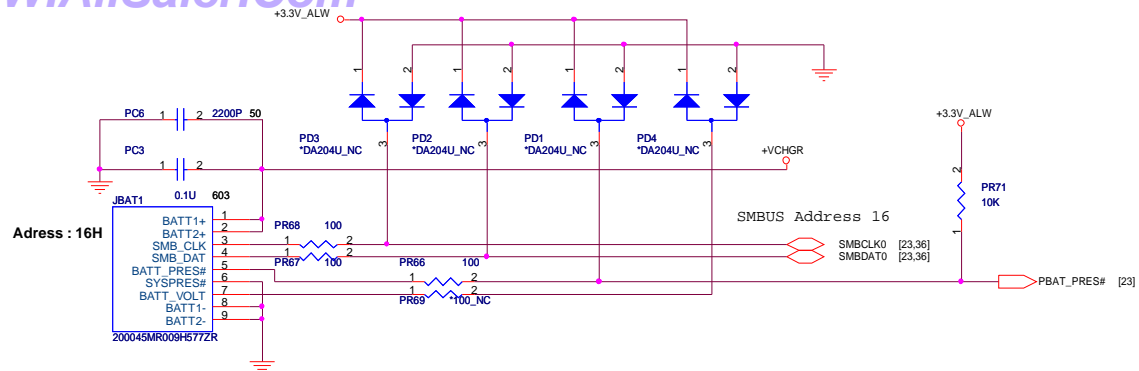 +3.3V_ALW
1 2 1 2 1 2 1 2
PD3 PD2 PD1 PD4
*DA204U_NC *DA204U_NC *DA204U_NC *DA204U_NC
3 3 3 3
PC6 1 2 2200P 50
+3.3V_ALW
PC3 1 2
+VCHGR
0.1U 603
2
PR71
10K
1
JBAT1
Adress : 16H
BATT1+ 1
BATT2+ 2
SMB_CLK 3
SMB_DAT 4
BATT_PRES# 5
SYSPRES# 6
BATT_VOLT 7
BATT1- 8
BATT2- 9
200045MR009H577ZR
PR68 100
1 2
1 2
PR67 100
SMBUS Address 16
SMBCLK0 [23,36]
SMBDAT0 [23,36]
PR66 100
1 2
1 2
PR69 *100_NC
PBAT_PRES# [23]